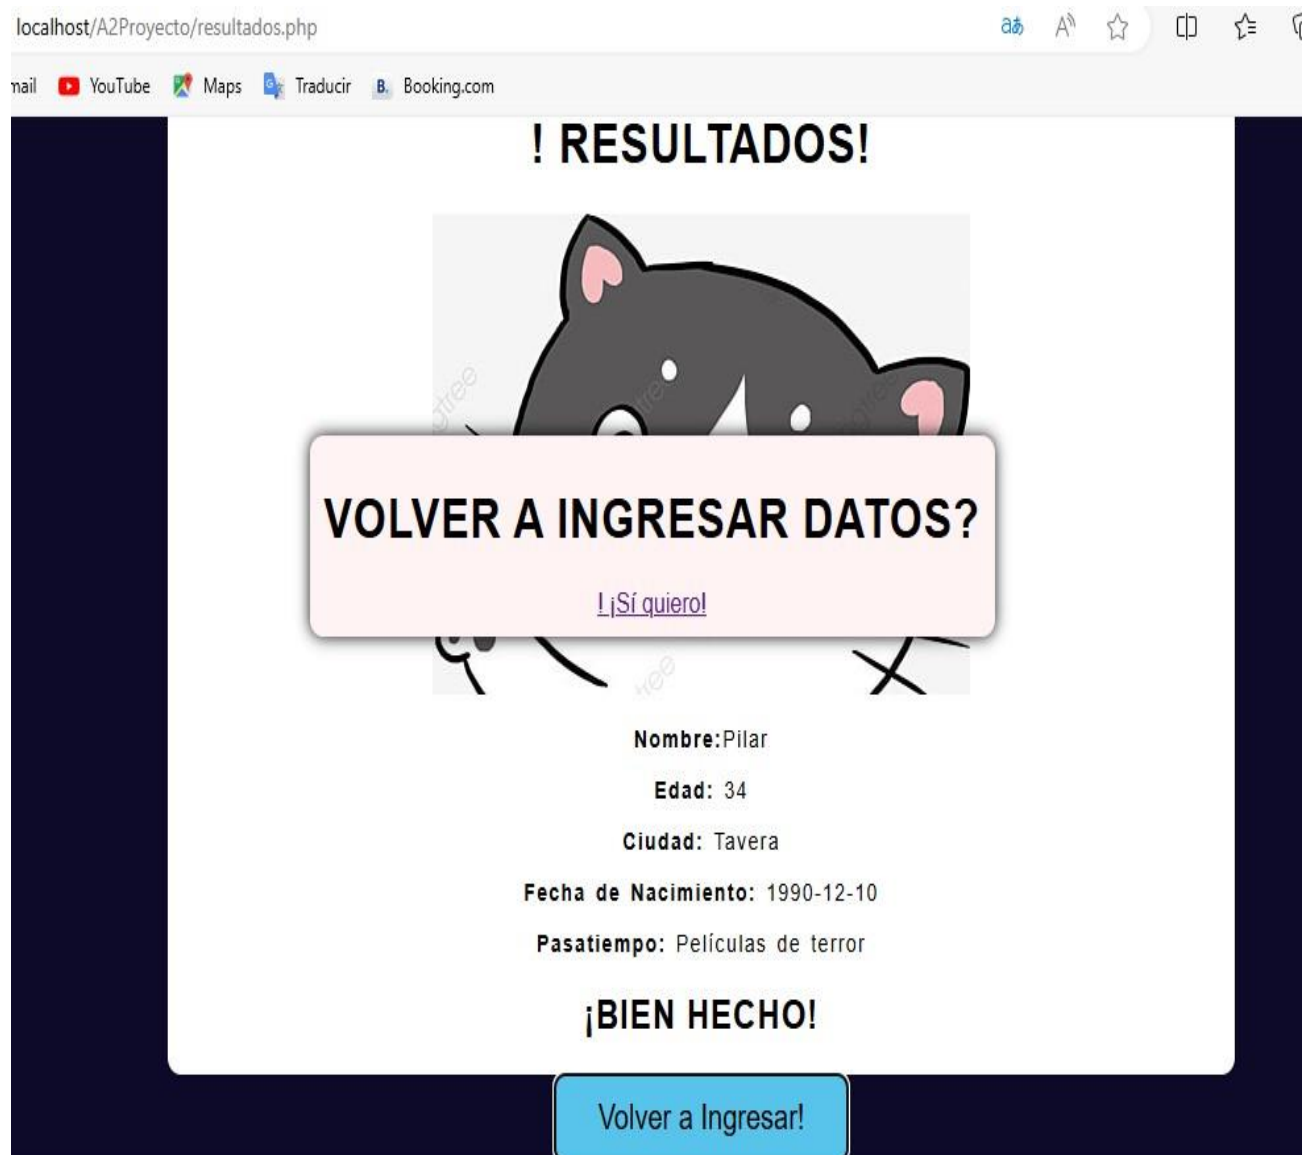 localhost/A2Proyecto/resultados.php
mail YouTube Maps Traducir B. Booking.com
! RESULTADOS!
VOLVER A INGRESAR DATOS?
! ¡Sí quiero!
Nombre:Pilar
Edad: 34
Ciudad: Tavera
Fecha de Nacimiento: 1990-12-10
Pasatiempo: Películas de terror
¡BIEN HECHO!
Volver a Ingresar!